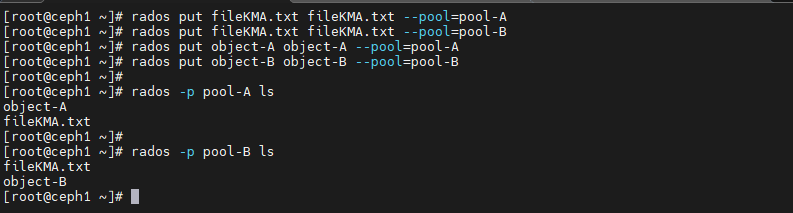 [root@ceph1 ~]# rados put fileKMA.txt fileKMA.txt --pool=pool-A
[root@ceph1 ~]# rados put fileKMA.txt fileKMA.txt --pool=pool-B
[root@ceph1 ~]# rados put object-A object-A --pool=pool-A
[root@ceph1 ~]# rados put object-B object-B --pool=pool-B
[root@ceph1 ~]#
[root@ceph1 ~]# rados -p pool-A ls
object-A
fileKMA.txt
[root@ceph1 ~]#
[root@ceph1 ~]# rados -p pool-B ls
fileKMA.txt
object-B
[root@ceph1 ~]#